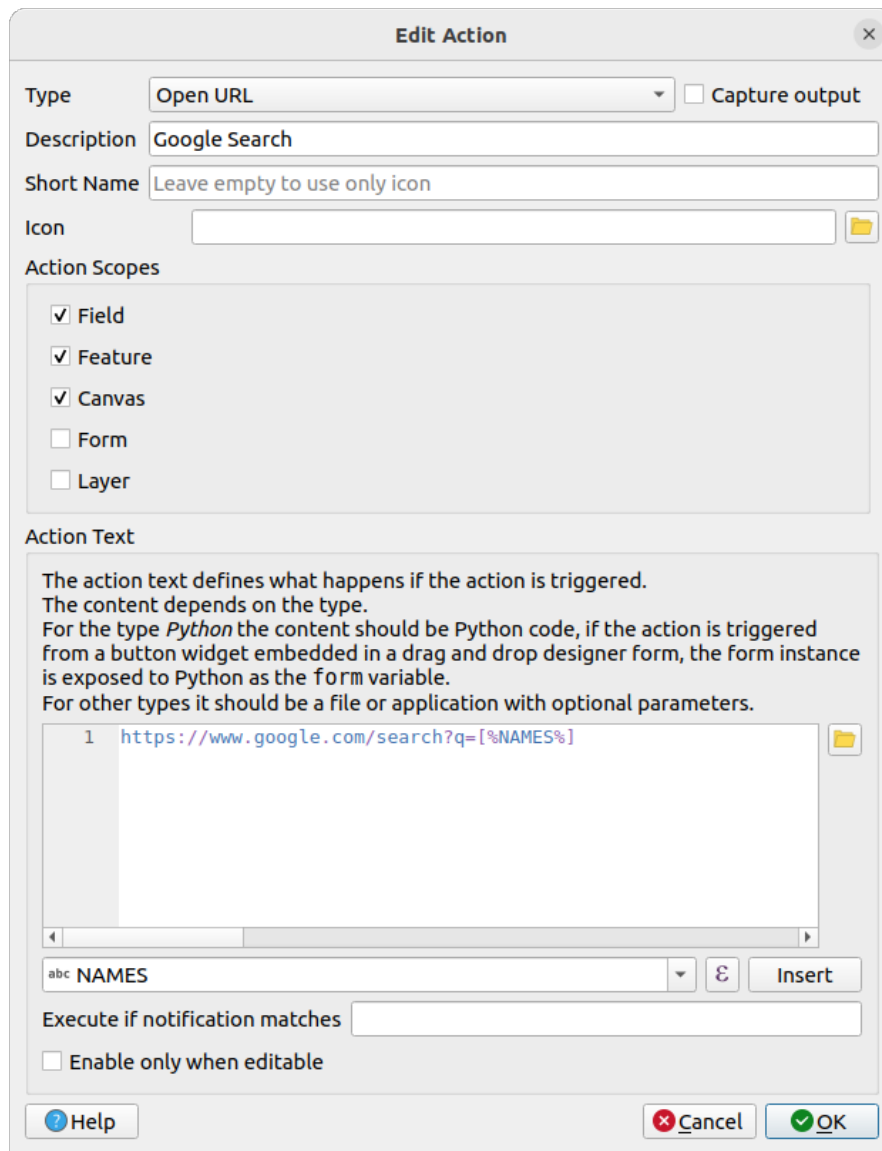 Edit Action
Type Open URL Capture output
Description Google Search
Short Name Leave empty to use only icon
Icon
Action Scopes
Field
Feature
Canvas
Form
Layer
Action Text
The action text defines what happens if the action is triggered.
The content depends on the type.
For the type Python the content should be Python code, if the action is triggered
from a button widget embedded in a drag and drop designer form, the form instance
is exposed to Python as the form variable.
For other types it should be a file or application with optional parameters.
1 https://www.google.com/search?q=[%NAMES%]
abc NAMES ε Insert
Execute if notification matches
Enable only when editable
Help Cancel OK